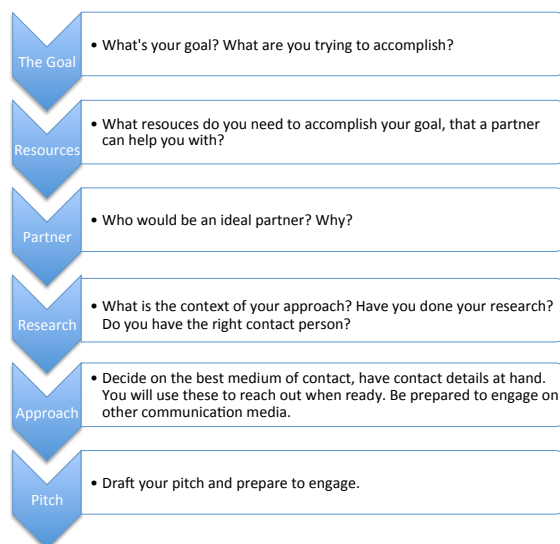 The Goal
• What's your goal? What are you trying to accomplish?
Resources
• What resouces do you need to accomplish your goal, that a partner
can help you with?
Partner
• Who would be an ideal partner? Why?
Research
• What is the context of your approach? Have you done your research?
Do you have the right contact person?
Approach
• Decide on the best medium of contact, have contact details at hand.
You will use these to reach out when ready. Be prepared to engage on
other communication media.
Pitch
• Draft your pitch and prepare to engage.